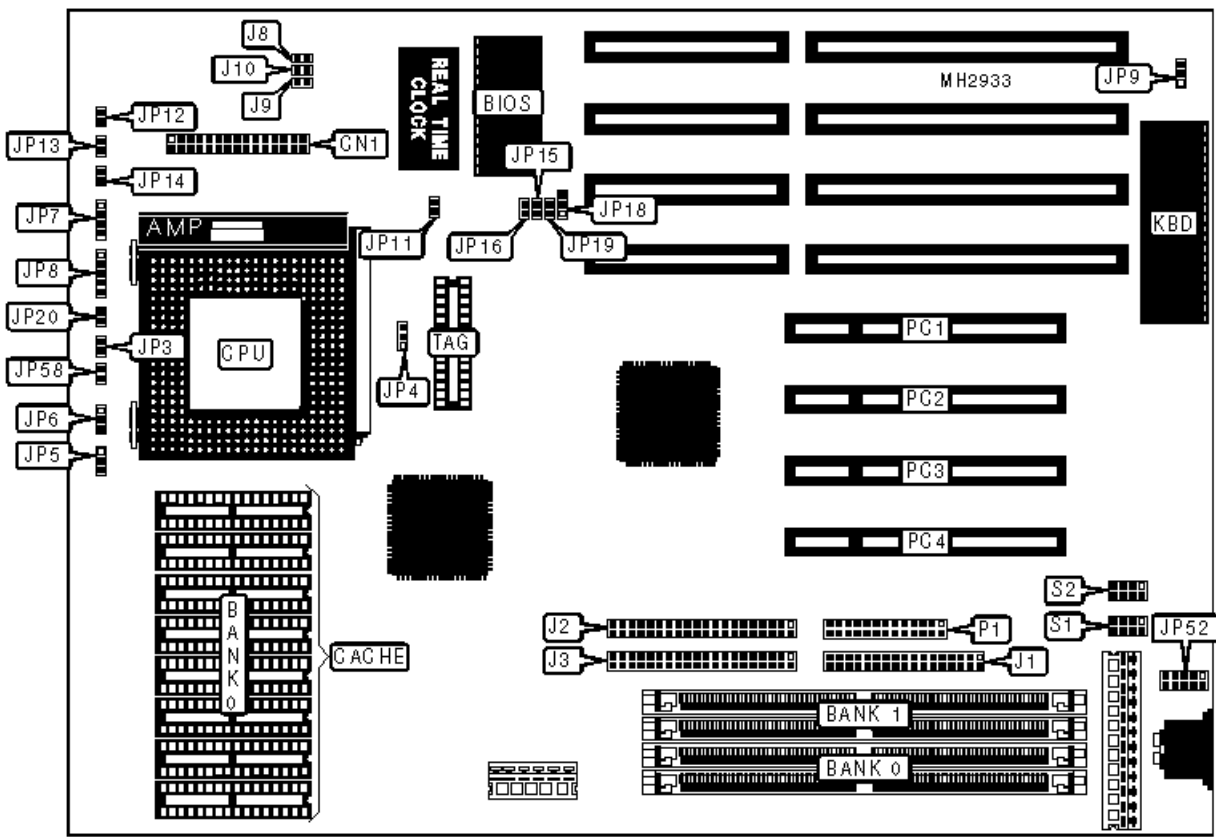 J8
J10
J9
REAL TIME
CLOCK
BIOS
MH2933
JP9
JP12
JP13
CN1
JP15
JP14
JP7
AMP
JP11
JP16
JP19
JP18
KBD
JP8
JP20
JP3
CPU
JP4
TAG
PC1
JP58
JP6
PC2
JP5
PC3
PC4
BANK 0
CACHE
S2
J2
P1
S1
JP52
J3
J1
BANK 1
BANK 0